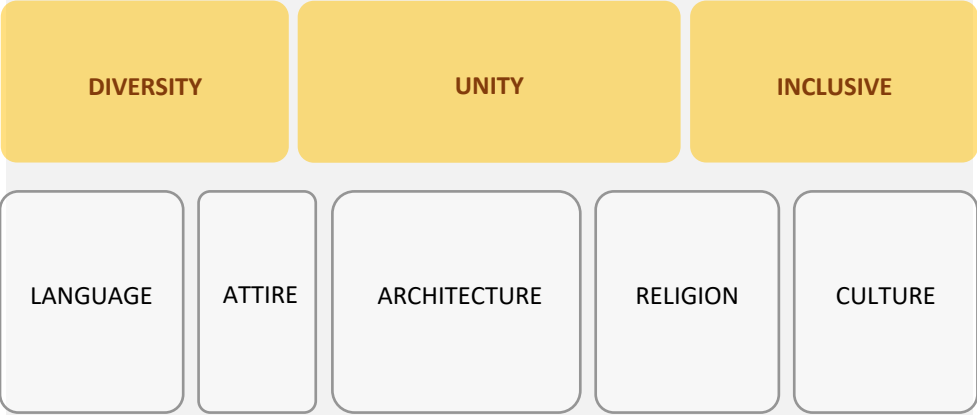 DIVERSITY
UNITY
INCLUSIVE
LANGUAGE
ATTIRE
ARCHITECTURE
RELIGION
CULTURE